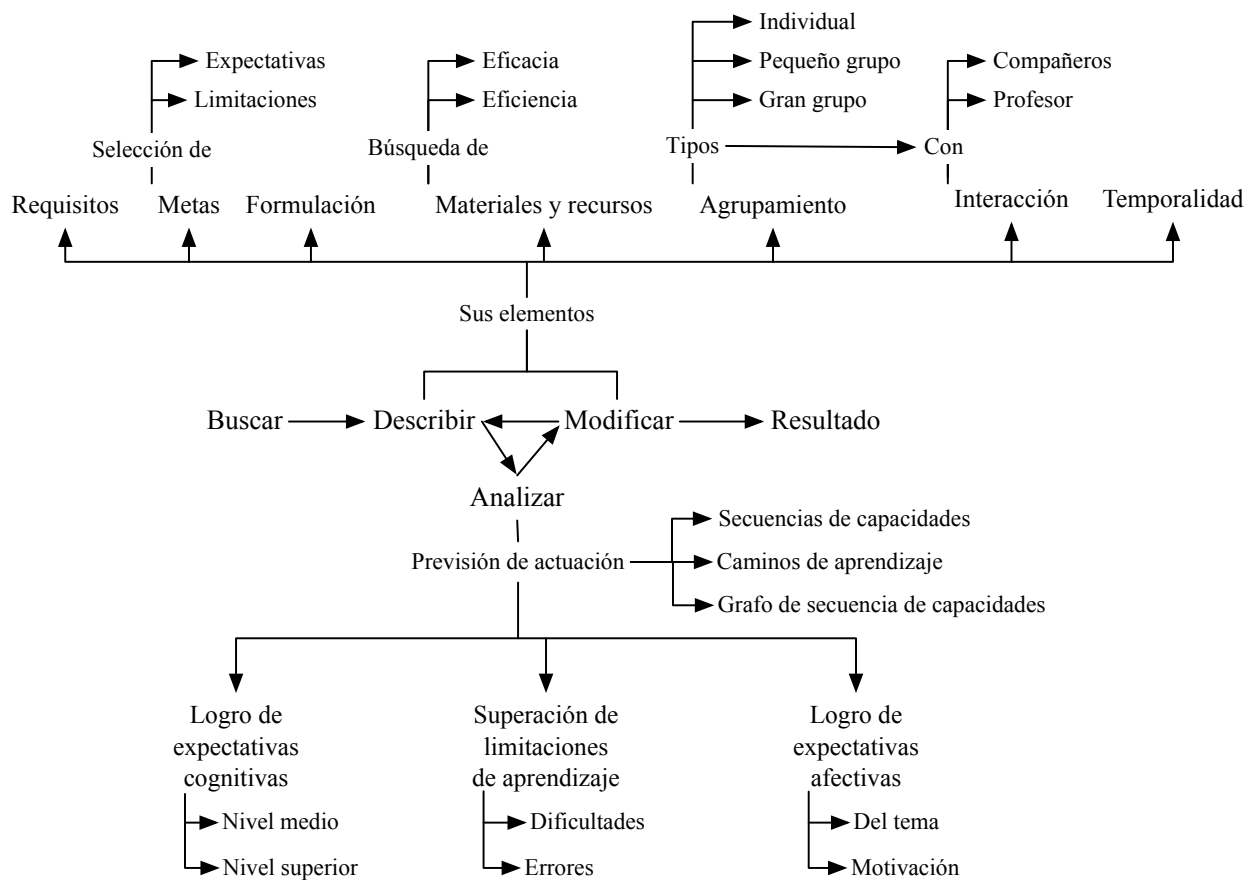 Individual
Expectativas
Eficacia
Pequeño grupo
Compañeros
Limitaciones
Eficiencia
Gran grupo
Profesor
Selección de
Búsqueda de
Tipos
Con
Requisitos
Metas
Formulación
Materiales y recursos
Agrupamiento
Interacción
Temporalidad
Sus elementos
Buscar
Describir
Modificar
Resultado
Analizar
Secuencias de capacidades
Previsión de actuación
Caminos de aprendizaje
Grafo de secuencia de capacidades
Logro de
expectativas
cognitivas
Superación de
limitaciones
de aprendizaje
Logro de
expectativas
afectivas
Nivel medio
Dificultades
Del tema
Nivel superior
Errores
Motivación